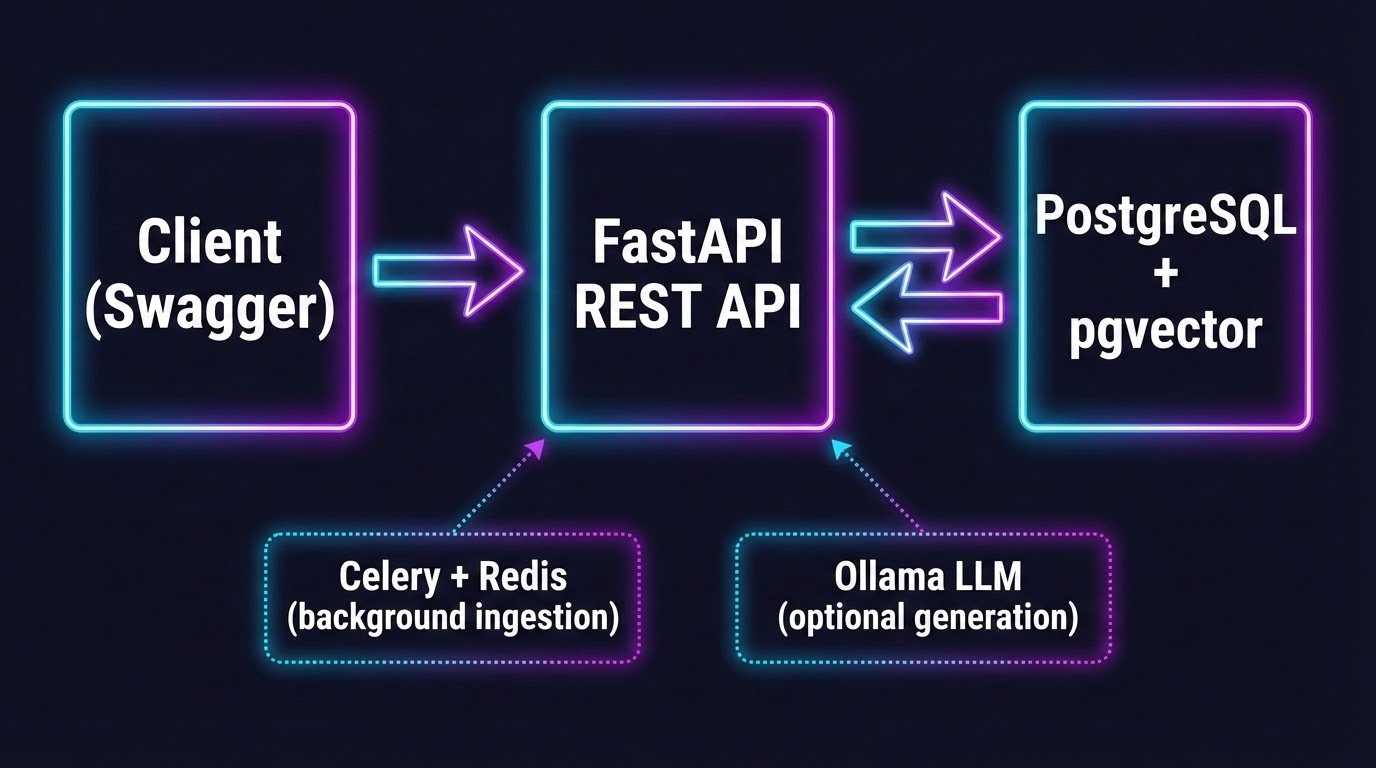 Client
(Swagger)
FastAPI
REST API
PostgreSQL
+
pgvector
Celery + Redis
(background ingestion)
Ollama LLM
(optional generation)